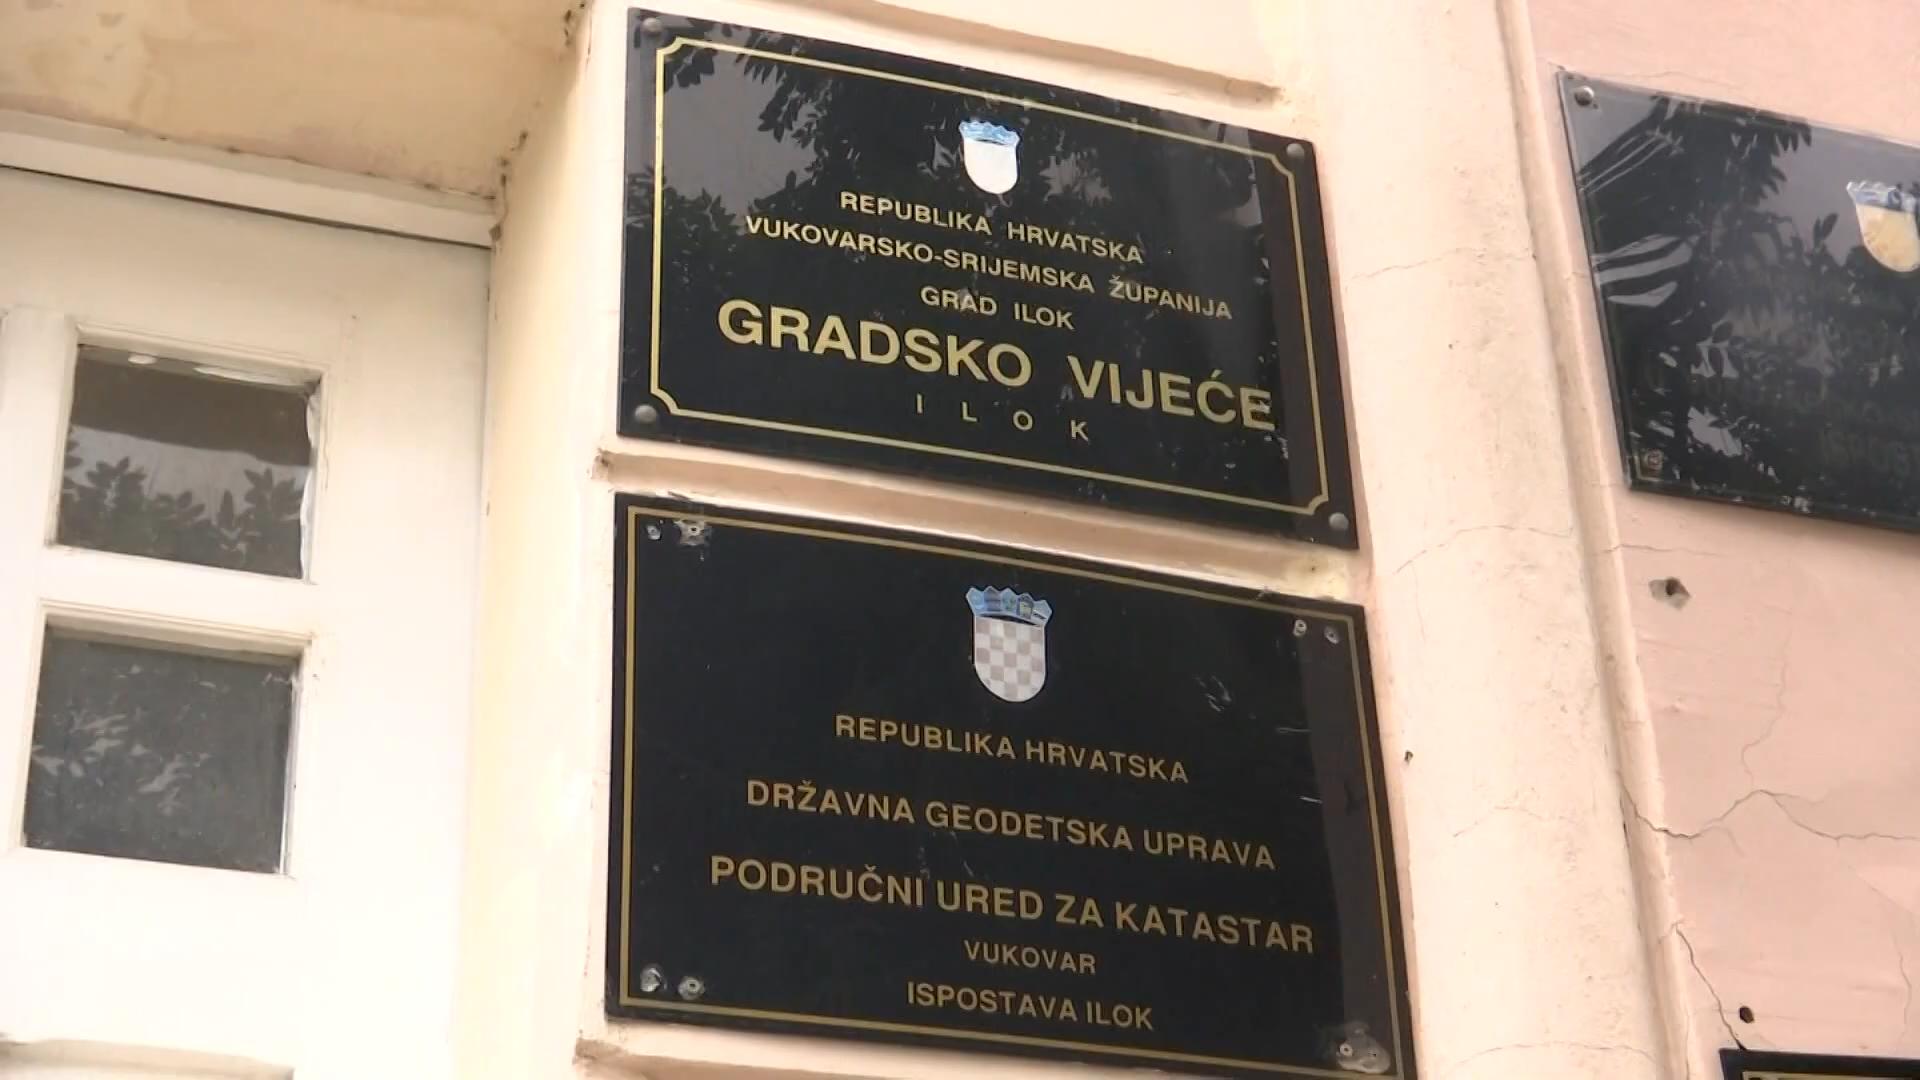 REPUBLIKA HRVATSKA
VUKOVARSKO-SRIJEMSKA ŽUPANIJA
GRAD ILOK
GRADSKO VIJEĆE
ILOK
REPUBLIKA HRVATSKA
DRŽAVNA GEODETSKA UPRAVA
PODRUČNI URED ZA KATASTAR
VUKOVAR
ISPOSTAVA ILOK